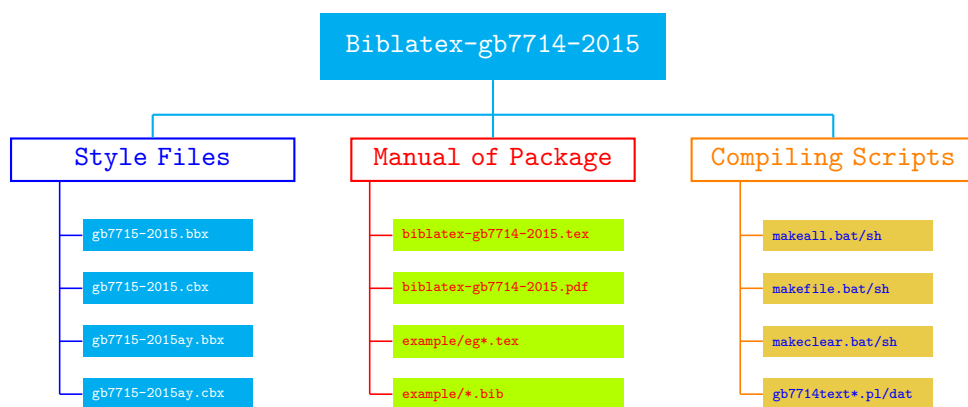 Biblatex-gb7714-2015
Style Files
gb7715-2015.bbx
gb7715-2015.cbx
gb7715-2015ay.bbx
gb7715-2015ay.cbx
Manual of Package
biblatex-gb7714-2015.tex
biblatex-gb7714-2015.pdf
example/eg*.tex
example/*.bib
Compiling Scripts
makeall.bat/sh
makefile.bat/sh
makeclear.bat/sh
gb7714text*.pl/dat